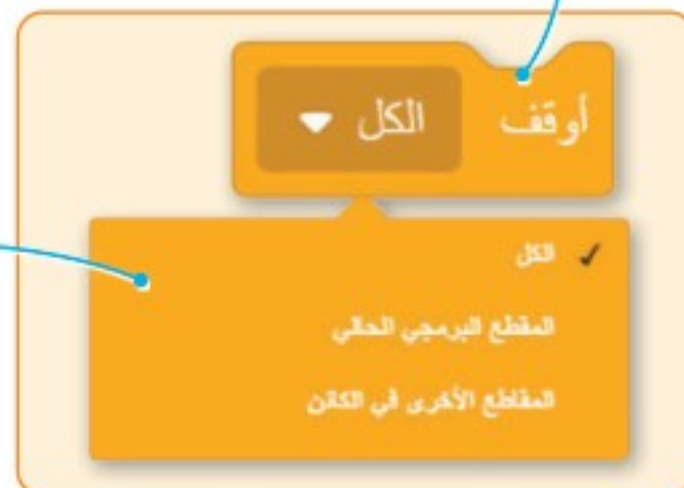 أوقف الكل
الكل
المقطع البرمجي الحالي
المقاطع الأخرى في الكائن